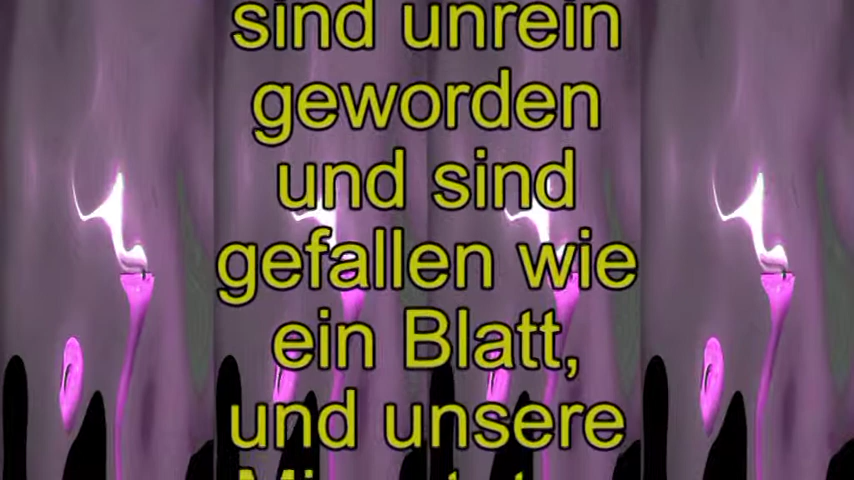 sind unrein
geworden
und sind
gefallen wie
ein Blatt,
und unsere